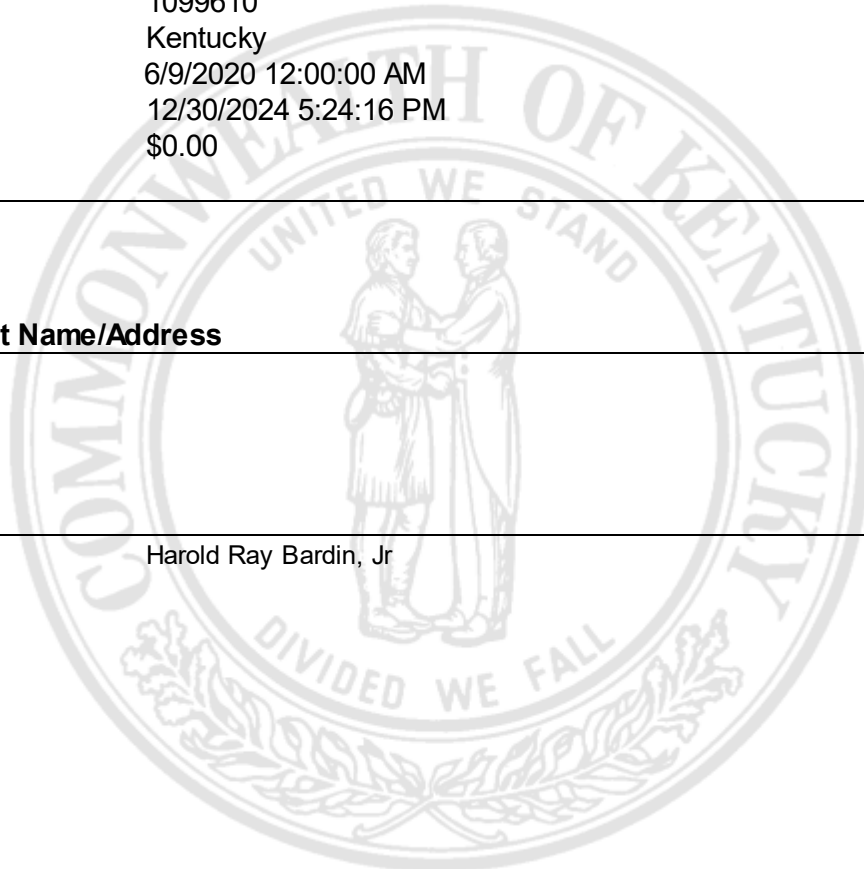 1099610
Kentucky
6/9/2020 12:00:00 AM
12/30/2024 5:24:16 PM
$0.00
COMMONWEALTH OF KENTUCKY
UNITED WE STAND
t Name/Address
Harold Ray Bardin, Jr
DIVIDED WE FALL